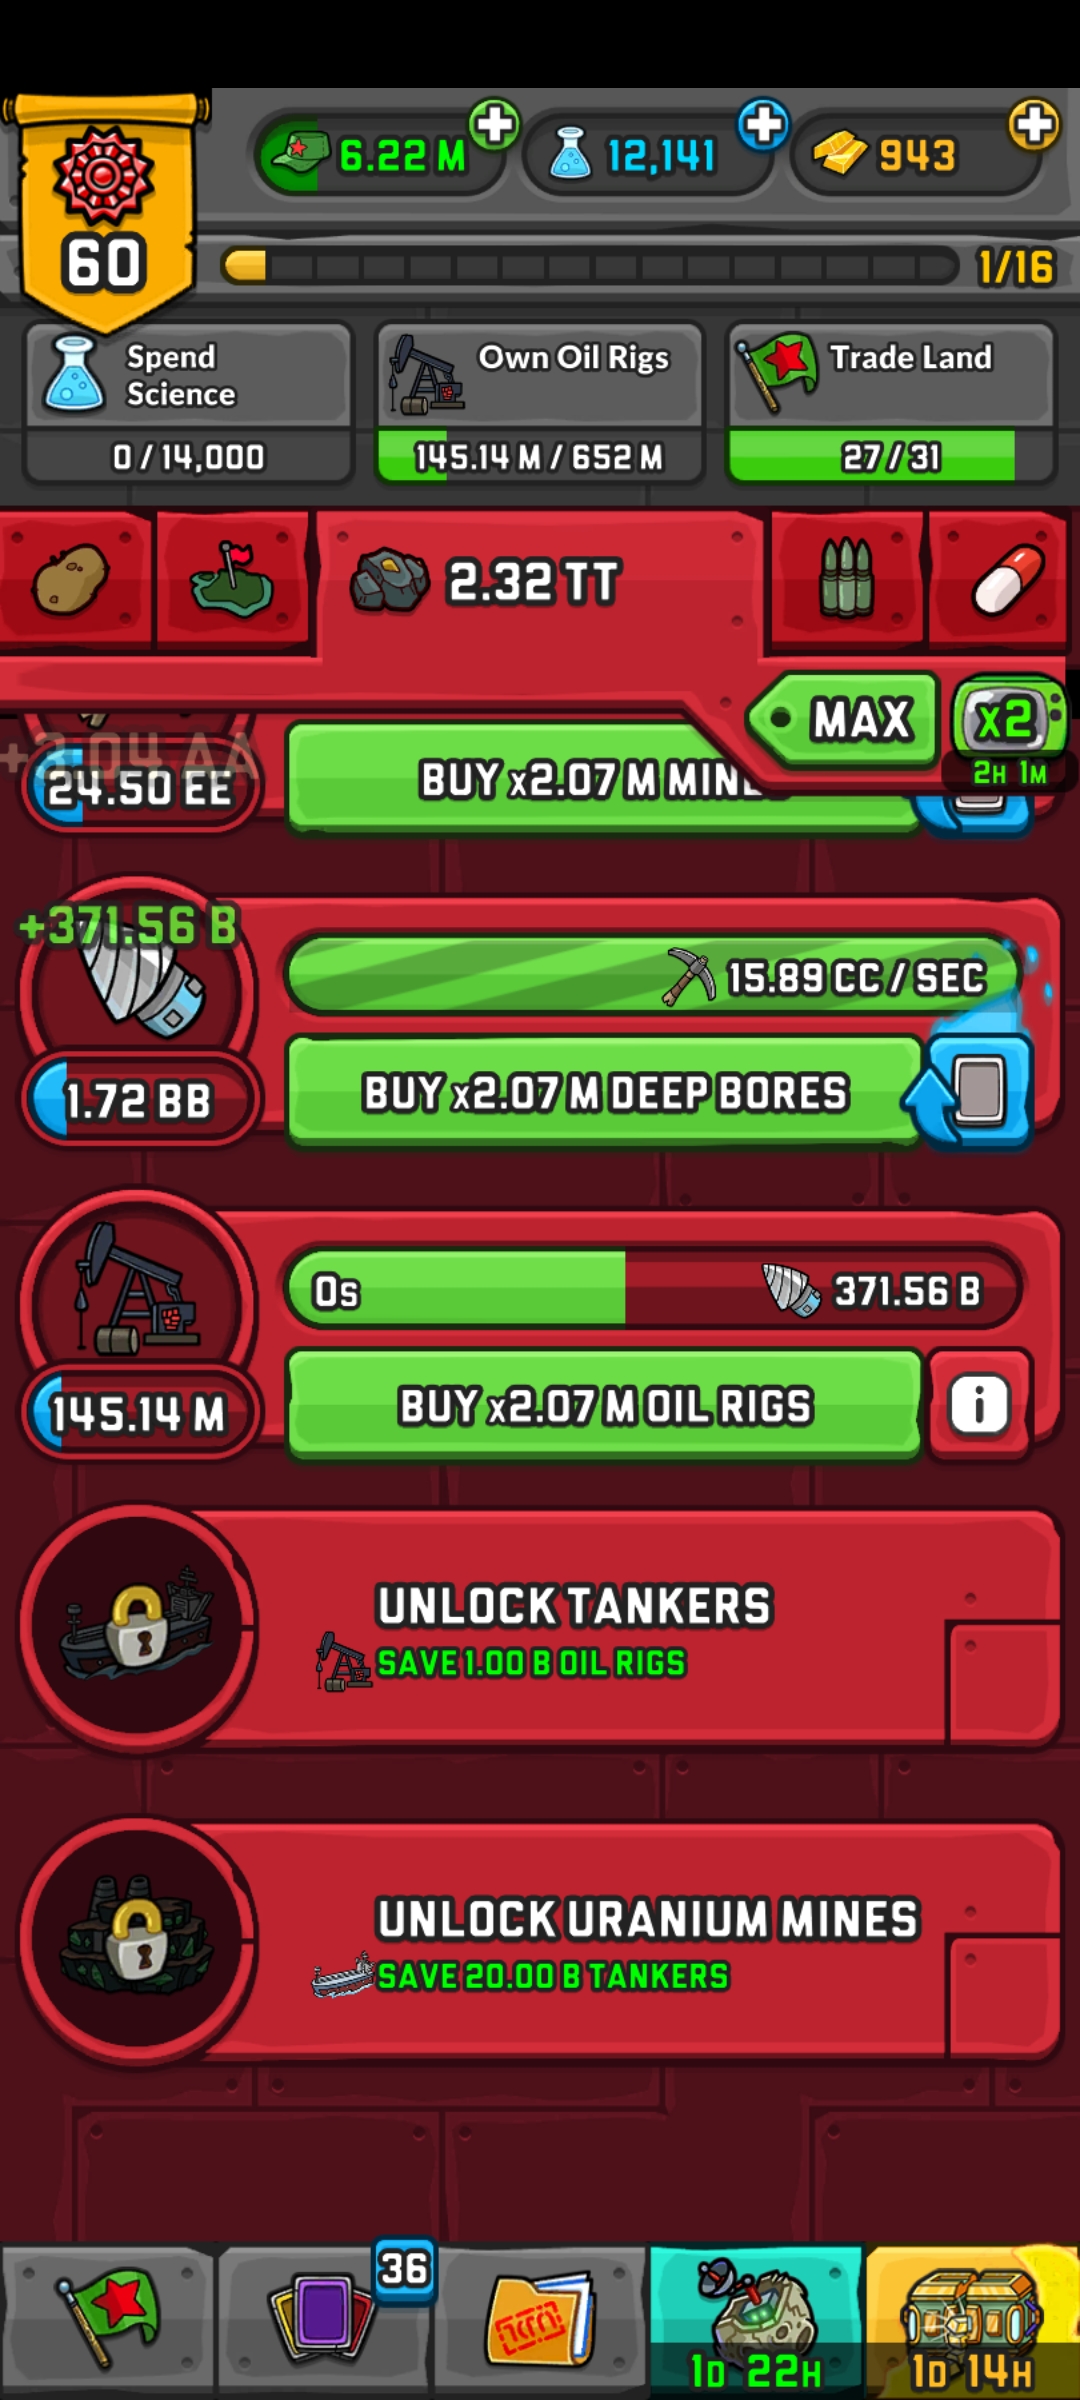 6.22 M
12,141
943
60
1/16
Spend
Science
0 / 14,000
Own Oil Rigs
145.14 M / 652 M
Trade Land
27 / 31
2.32 TT
MAX
x2
2H 1M
+3.04 AA
24.50 EE
BUY x2.07 M MINE
+371.56 B
15.89 CC / SEC
1.72 BB
BUY x2.07 M DEEP BORES
0s
371.56 B
145.14 M
BUY x2.07 M OIL RIGS
i
UNLOCK TANKERS
SAVE 1.00 B OIL RIGS
UNLOCK URANIUM MINES
SAVE 20.00 B TANKERS
36
1D 22H
1D 14H